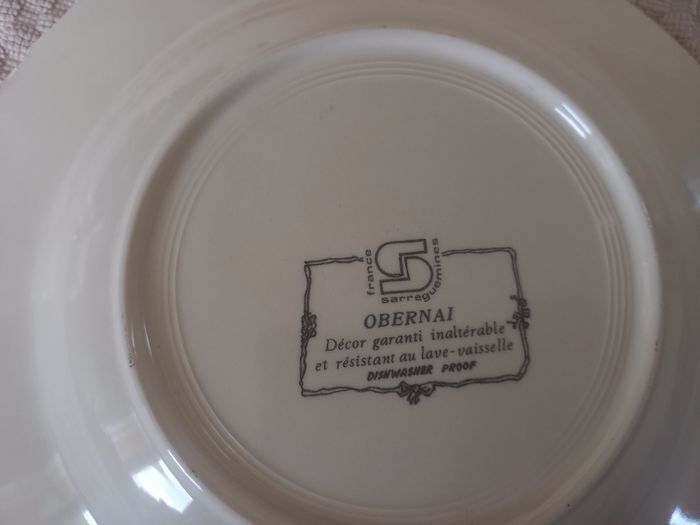 france
sarreguemines
OBERNAI
Décor garanti inaltérable
et résistant au lave-vaisselle
DISHWASHER PROOF